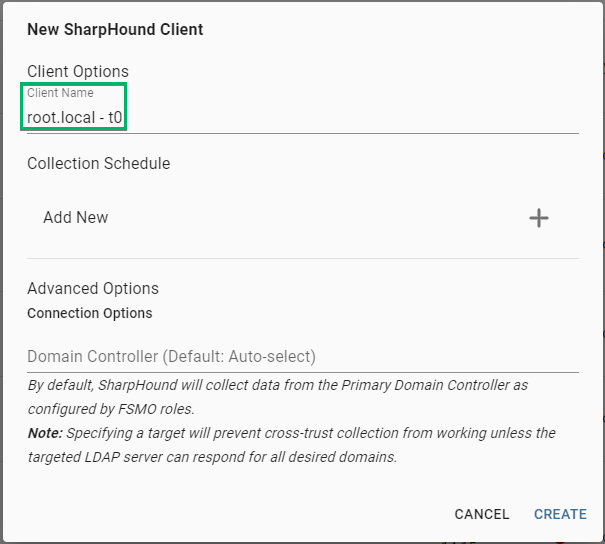 New SharpHound Client
Client Options
Client Name
root.local - t0
Collection Schedule
Add New
Advanced Options
Connection Options
Domain Controller (Default: Auto-select)
By default, SharpHound will collect data from the Primary Domain Controller as
configured by FSMO roles.
Note: Specifying a target will prevent cross-trust collection from working unless the
targeted LDAP server can respond for all desired domains.
CANCEL CREATE